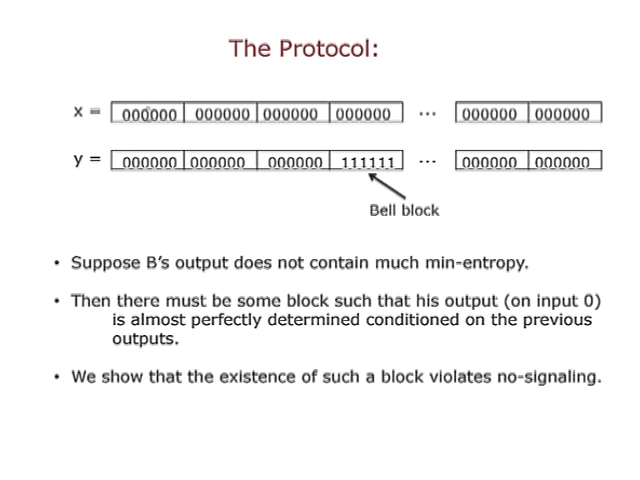 The Protocol:
x = 000000 000000 000000 000000 ... 000000 000000
y = 000000 000000 000000 111111 ... 000000 000000
Bell block
• Suppose B's output does not contain much min-entropy.
• Then there must be some block such that his output (on input 0)
is almost perfectly determined conditioned on the previous
outputs.
• We show that the existence of such a block violates no-signaling.